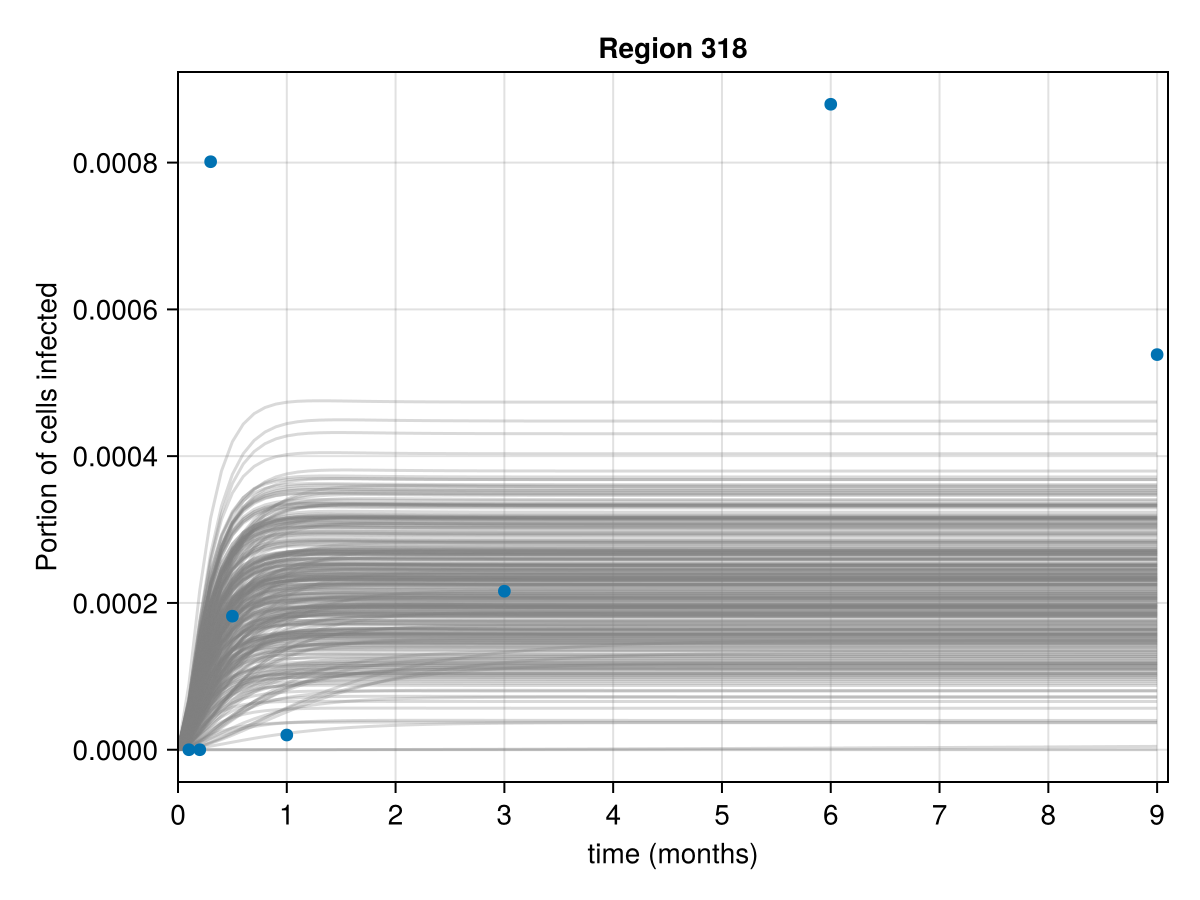 Region 318
Portion of cells infected
0.0008
0.0006
0.0004
0.0002
0.0000
0 1 2 3 4 5 6 7 8 9
time (months)